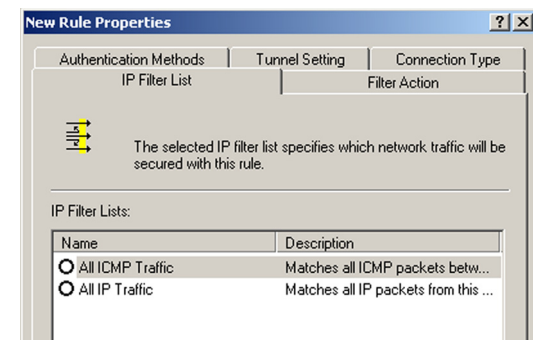 New Rule Properties ? X
Authentication Methods Tunnel Setting Connection Type
IP Filter List Filter Action
The selected IP filter list specifies which network traffic will be
secured with this rule.
IP Filter Lists:
Name Description
All ICMP Traffic Matches all ICMP packets betw...
All IP Traffic Matches all IP packets from this ...